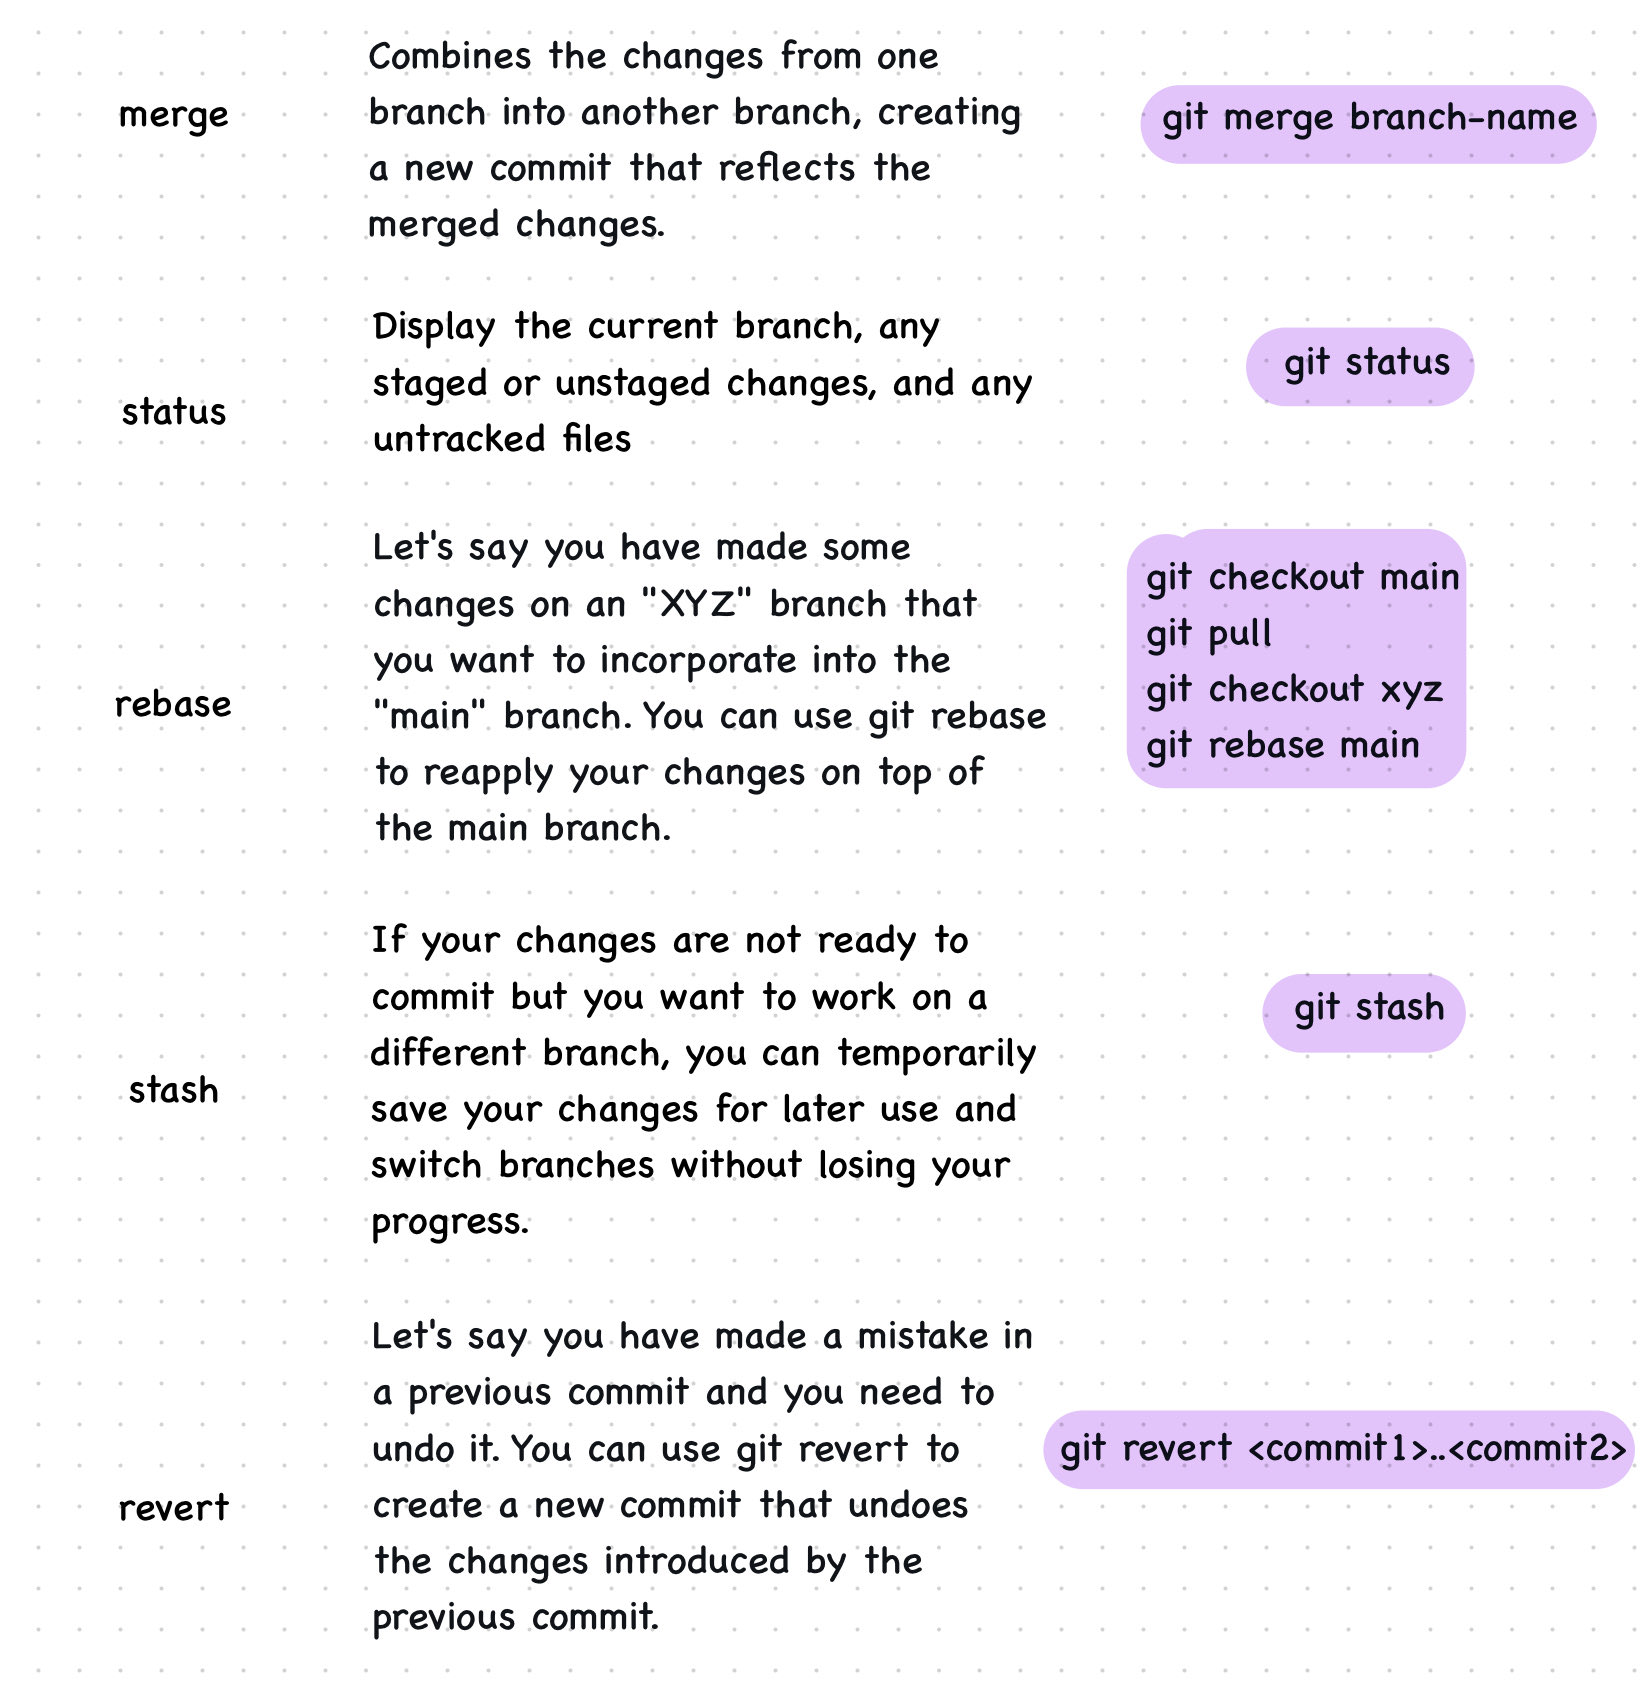 merge
Combines the changes from one
branch into another branch, creating
a new commit that reflects the
merged changes.
git merge branch-name
status
Display the current branch, any
staged or unstaged changes, and any
untracked files
git status
rebase
Let's say you have made some
changes on an "XYZ" branch that
you want to incorporate into the
"main" branch. You can use git rebase
to reapply your changes on top of
the main branch.
git checkout main
git pull
git checkout xyz
git rebase main
stash
If your changes are not ready to
commit but you want to work on a
different branch, you can temporarily
save your changes for later use and
switch branches without losing your
progress.
git stash
revert
Let's say you have made a mistake in
a previous commit and you need to
undo it. You can use git revert to
create a new commit that undoes
the changes introduced by the
previous commit.
git revert <commit1>..<commit2>